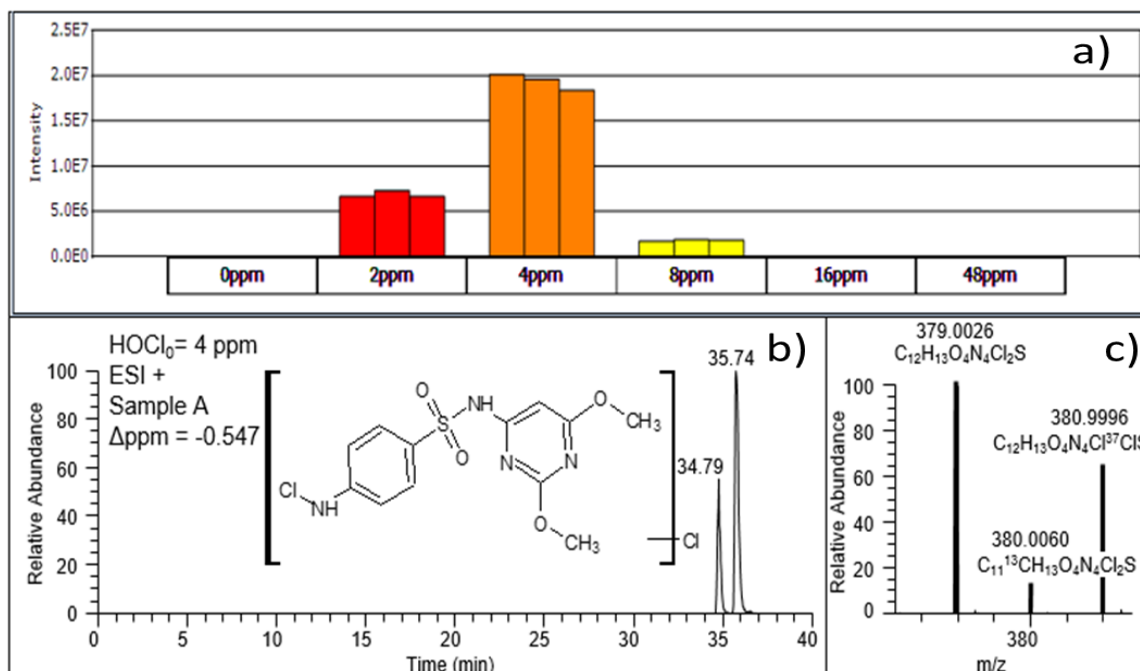 a)
Intensity
2.5E7
2.0E7
1.5E7
1.0E7
5.0E6
0.0E0
0ppm 2ppm 4ppm 8ppm 16ppm 48ppm
b)
HOCl₀= 4 ppm
ESI +
Sample A
Δppm = -0.547
Relative Abundance
100
80
60
40
20
0
0 5 10 15 20 25 30 35 40
Time (min)
34.79
35.74
O
S
O
NH
O
CH₃
N
N
Cl
NH
O
CH₃
Cl
c)
379.0026
C₁₂H₁₃O₄N₄Cl₂S
380.9996
C₁₂H₁₃O₄N₄Cl³⁷ClS
380.0060
C₁₁¹³CH₁₃O₄N₄Cl₂S
Relative Abundance
100
80
60
40
20
0
380
m/z